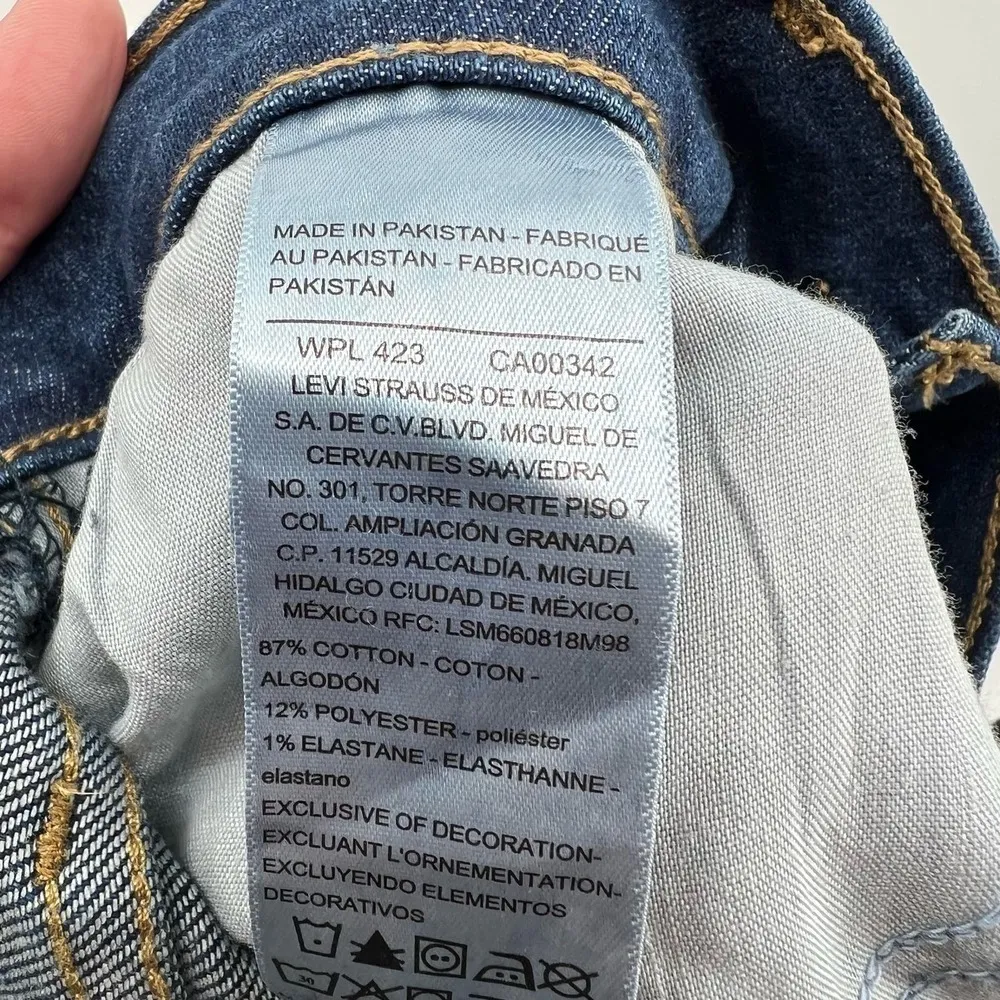 MADE IN PAKISTAN - FABRIQUÉ
AU PAKISTAN - FABRICADO EN
PAKISTÁN
WPL 423 CA00342
LEVI STRAUSS DE MÉXICO
S.A. DE C.V.BLVD. MIGUEL DE
CERVANTES SAAVEDRA
NO. 301, TORRE NORTE PISO 7
COL. AMPLIACIÓN GRANADA
C.P. 11529 ALCALDÍA. MIGUEL
HIDALGO CIUDAD DE MÉXICO,
MÉXICO RFC: LSM660818M98
87% COTTON - COTON -
ALGODÓN
12% POLYESTER - poliéster
1% ELASTANE - ELASTHANNE -
elastano
EXCLUSIVE OF DECORATION-
EXCLUANT L'ORNEMENTATION-
EXCLUYENDO ELEMENTOS
DECORATIVOS
30